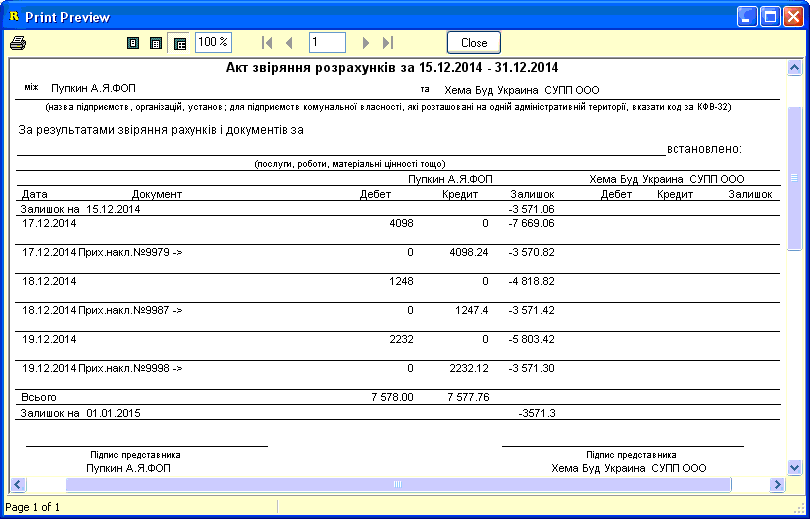 R Print Preview
100 % 1 Close
Акт звіряння розрахунків за 15.12.2014 - 31.12.2014
між Пупкин А.Я.ФОП та Хема Буд Украина СУПП ООО
(назва підприємств, організацій, установ; для підприємств комунальної власності, які розташовані на одній адміністративній території, вказати код за КФВ-32)
За результатами звіряння рахунків і документів за
встановлено:
(послуги, роботи, матеріальні цінності тощо)
Пупкин А.Я.ФОП Хема Буд Украина СУПП ООО
Дата Документ Дебет Кредит Залишок Дебет Кредит Залишок
Залишок на 15.12.2014 -3 571.06
17.12.2014 4098 0 -7 669.06
17.12.2014 Прих.накл.№9979 -> 0 4098.24 -3 570.82
18.12.2014 1248 0 -4 818.82
18.12.2014 Прих.накл.№9987 -> 0 1247.4 -3 571.42
19.12.2014 2232 0 -5 803.42
19.12.2014 Прих.накл.№9998 -> 0 2232.12 -3 571.30
Всього 7 578.00 7 577.76
Залишок на 01.01.2015 -3571.3
Підпис представника Підпис представника
Пупкин А.Я.ФОП Хема Буд Украина СУПП ООО
Page 1 of 1